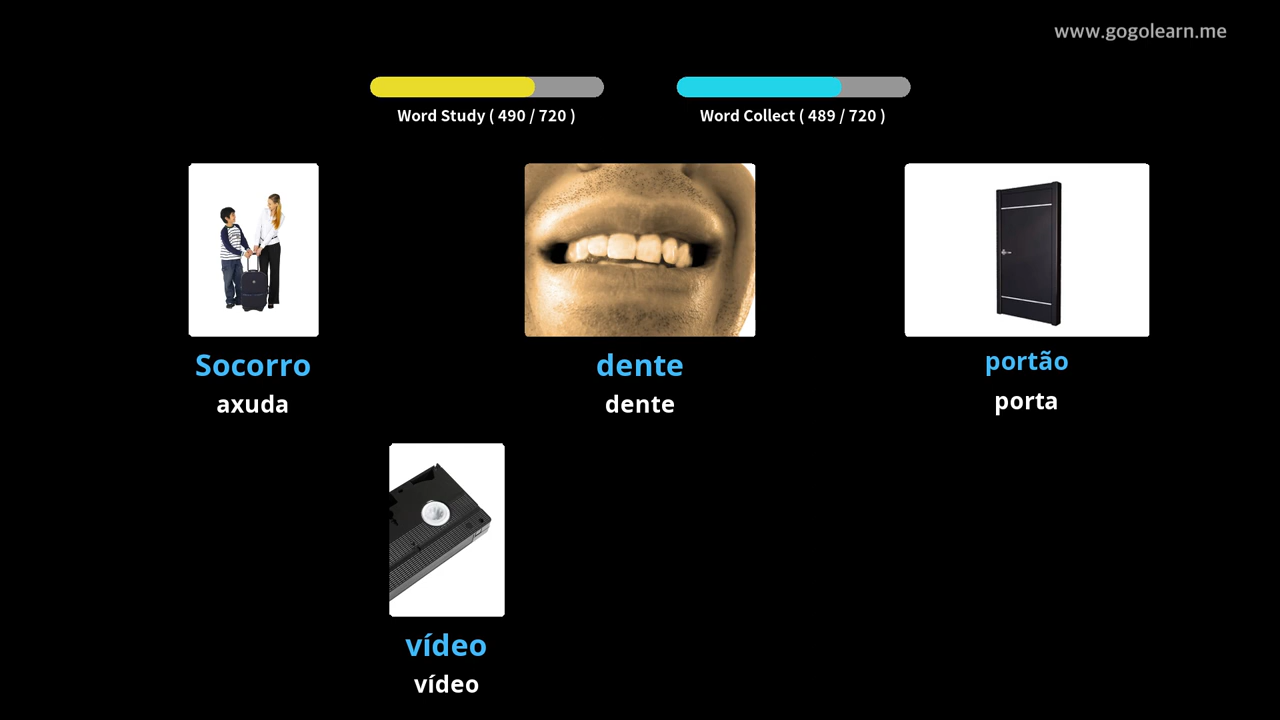 www.gogolearn.me
Word Study ( 490 / 720 )
Word Collect ( 489 / 720 )
Socorro
axuda
dente
dente
portão
porta
vídeo
vídeo